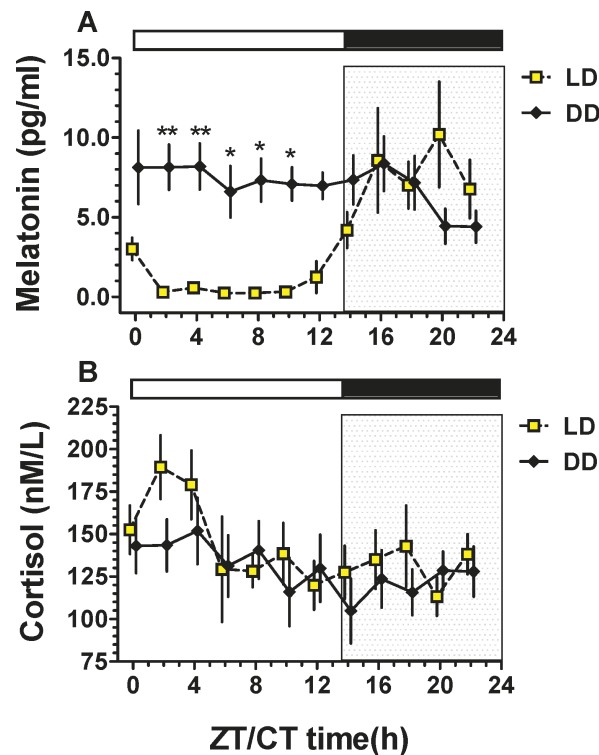 A
15.0
10.0
5.0
0.0
Melatonin (pg/ml)
** ** * * *
LD
DD
0 4 8 12 16 20 24
B
225
200
175
150
125
100
75
Cortisol (nM/L)
LD
DD
0 4 8 12 16 20 24
ZT/CT time(h)